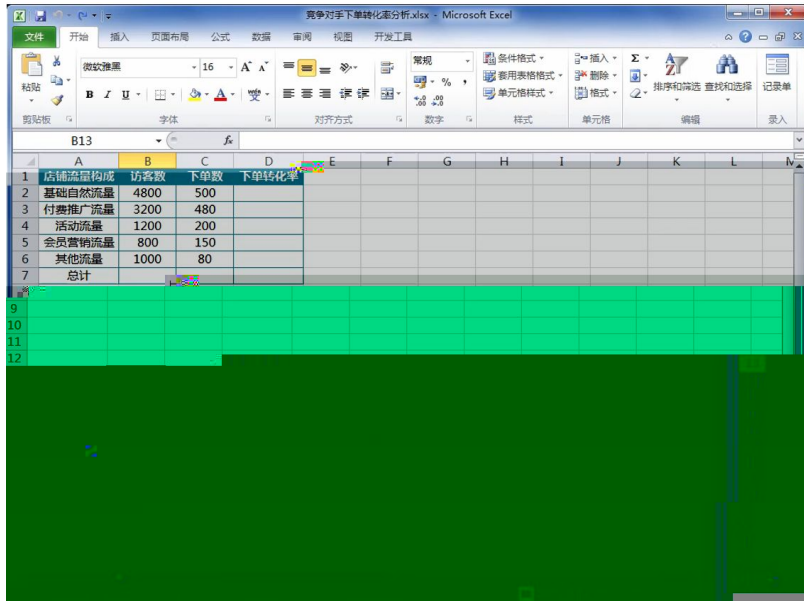 竞争对手下单转化率分析.xlsx - Microsoft Excel
文件 开始 插入 页面布局 公式 数据 审阅 视图 开发工具
微软雅黑 16 常规 条件格式 插入 Σ
粘贴 套用表格格式 删除 排序和筛选 查找和选择 记录单
B I U A % , 单元格样式 格式
剪贴板 字体 对齐方式 数字 样式 单元格 编辑 录入
B13 fx
A B C D E F G H I J K L
1 店铺流量构成 访客数 下单数 下单转化率
2 基础自然流量 4800 500
3 付费推广流量 3200 480
4 活动流量 1200 200
5 会员营销流量 800 150
6 其他流量 1000 80
7 总计
9
10
11
12